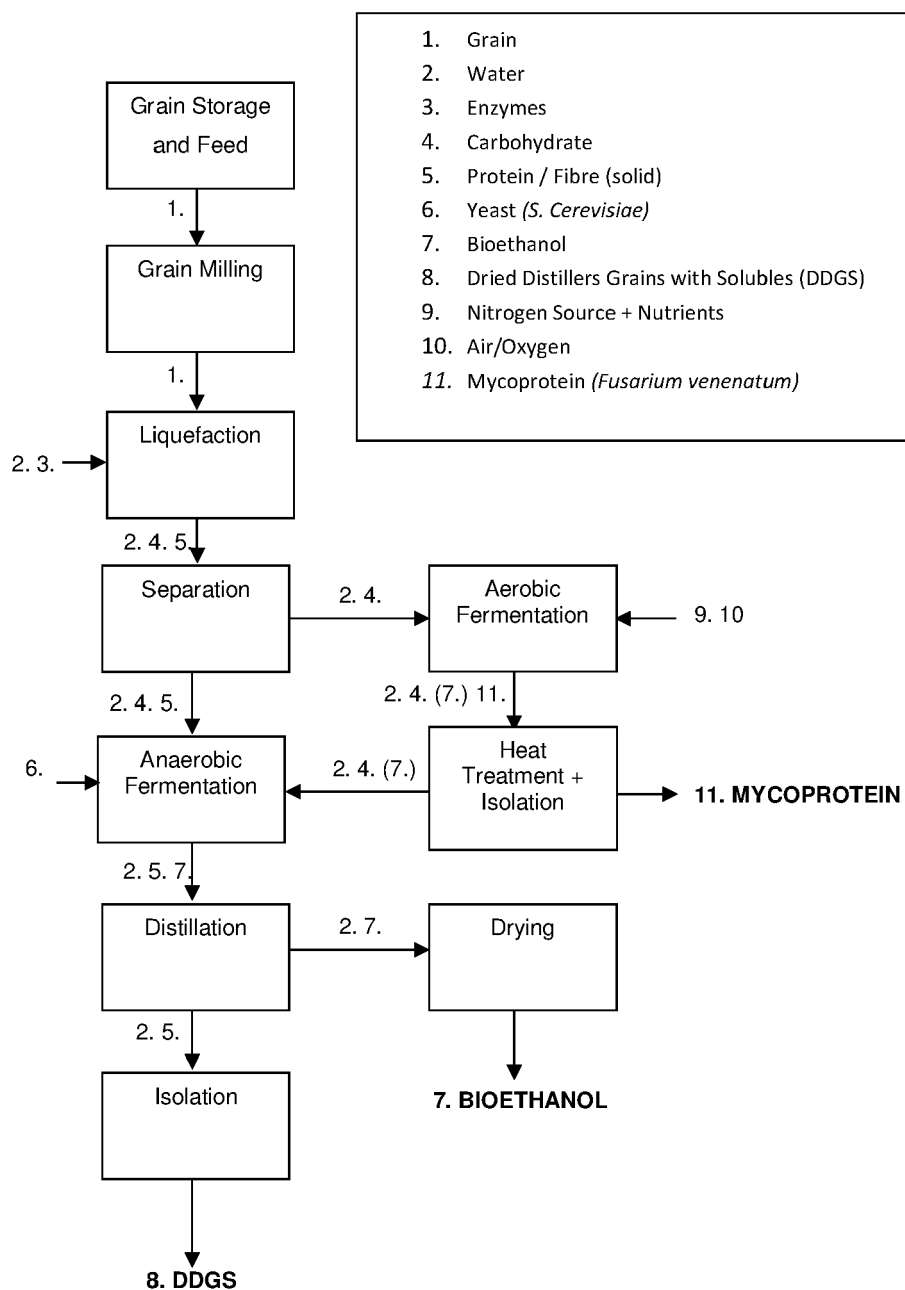 1. Grain
2. Water
3. Enzymes
4. Carbohydrate
5. Protein / Fibre (solid)
6. Yeast (S. Cerevisiae)
7. Bioethanol
8. Dried Distillers Grains with Solubles (DDGS)
9. Nitrogen Source + Nutrients
10. Air/Oxygen
11. Mycoprotein (Fusarium venenatum)
Grain Storage
and Feed
1.
Grain Milling
1.
Liquefaction
2. 3.
2. 4. 5.
Separation
2. 4.
Aerobic
Fermentation
9. 10
2. 4. 5.
2. 4. (7.) 11.
6.
Anaerobic
Fermentation
2. 4. (7.)
Heat
Treatment +
Isolation
11. MYCOPROTEIN
2. 5. 7.
Distillation
2. 7.
Drying
2. 5.
Isolation
7. BIOETHANOL
8. DDGS